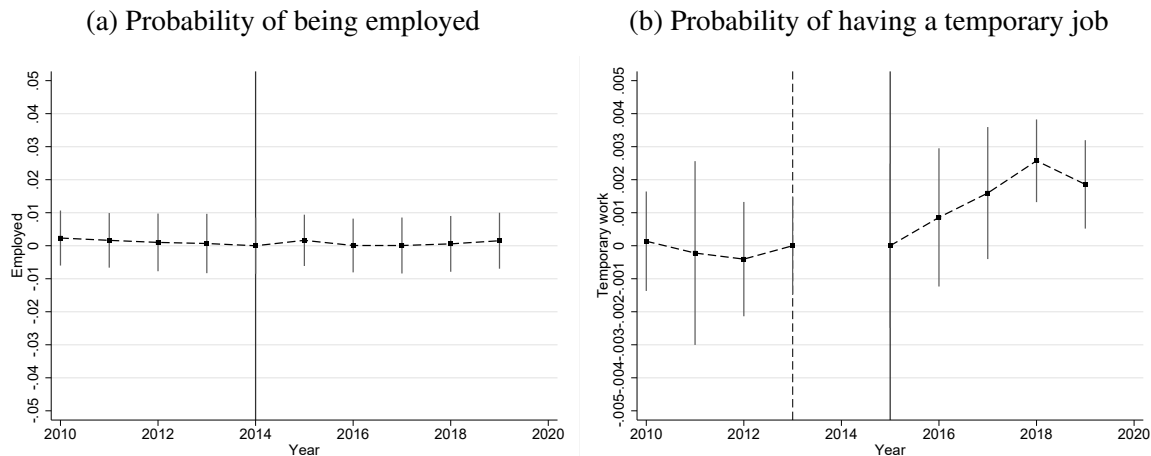 (a) Probability of being employed
(b) Probability of having a temporary job
Employed
.05
.04
.03
.02
.01
0
-.01
-.02
-.03
-.04
-.05
2010 2012 2014 2016 2018 2020
Year
Temporary work
.005
.004
.003
.002
.001
0
-.001
-.002
-.003
-.004
-.005
2010 2012 2014 2016 2018 2020
Year